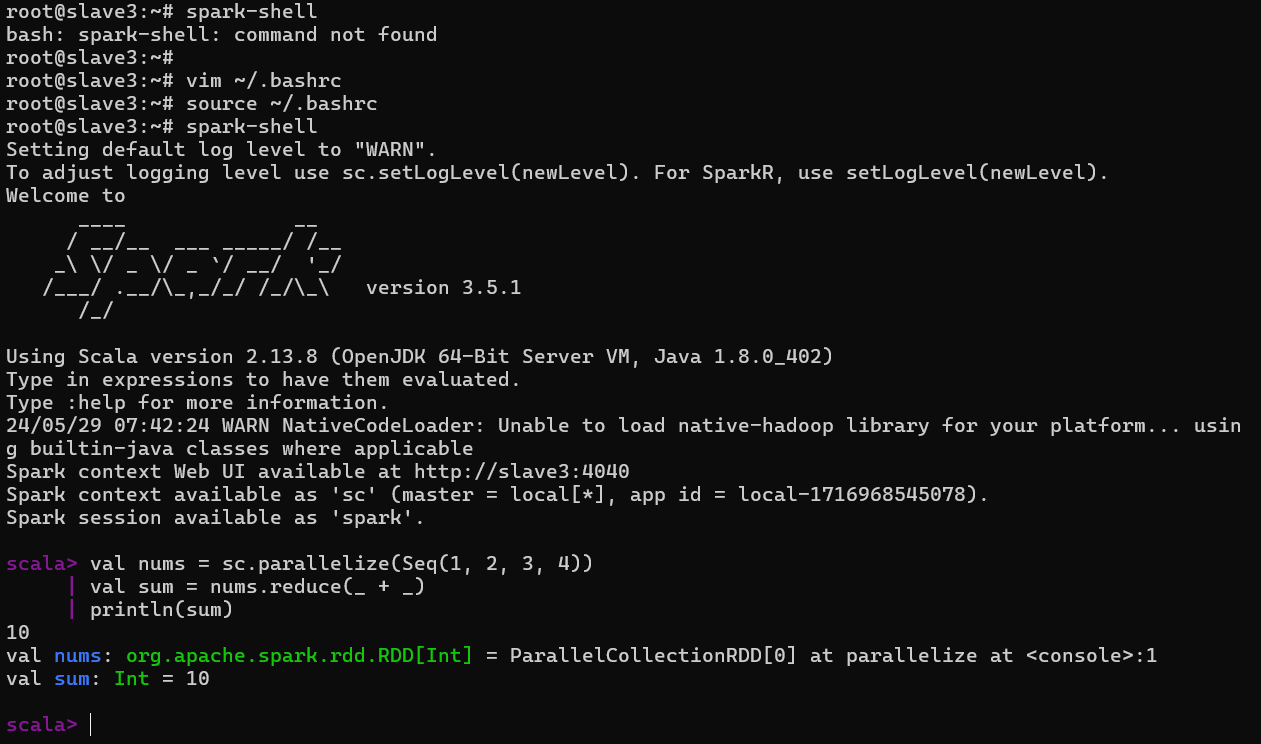 root@slave3:~# spark-shell
bash: spark-shell: command not found
root@slave3:~#
root@slave3:~# vim ~/.bashrc
root@slave3:~# source ~/.bashrc
root@slave3:~# spark-shell
Setting default log level to "WARN".
To adjust logging level use sc.setLogLevel(newLevel). For SparkR, use setLogLevel(newLevel).
Welcome to
      ____              __
     / __/__  ___ _____/ /__
    _\ \/ _ \/ _ `/ __/  '_/
   /___/ .__/\_,_/_/ /_/\_\   version 3.5.1
      /_/
Using Scala version 2.13.8 (OpenJDK 64-Bit Server VM, Java 1.8.0_402)
Type in expressions to have them evaluated.
Type :help for more information.
24/05/29 07:42:24 WARN NativeCodeLoader: Unable to load native-hadoop library for your platform... usin
g builtin-java classes where applicable
Spark context Web UI available at http://slave3:4040
Spark context available as 'sc' (master = local[*], app id = local-1716968545078).
Spark session available as 'spark'.
scala> val nums = sc.parallelize(Seq(1, 2, 3, 4))
     | val sum = nums.reduce(_ + _)
     | println(sum)
10
val nums: org.apache.spark.rdd.RDD[Int] = ParallelCollectionRDD[0] at parallelize at <console>:1
val sum: Int = 10
scala>